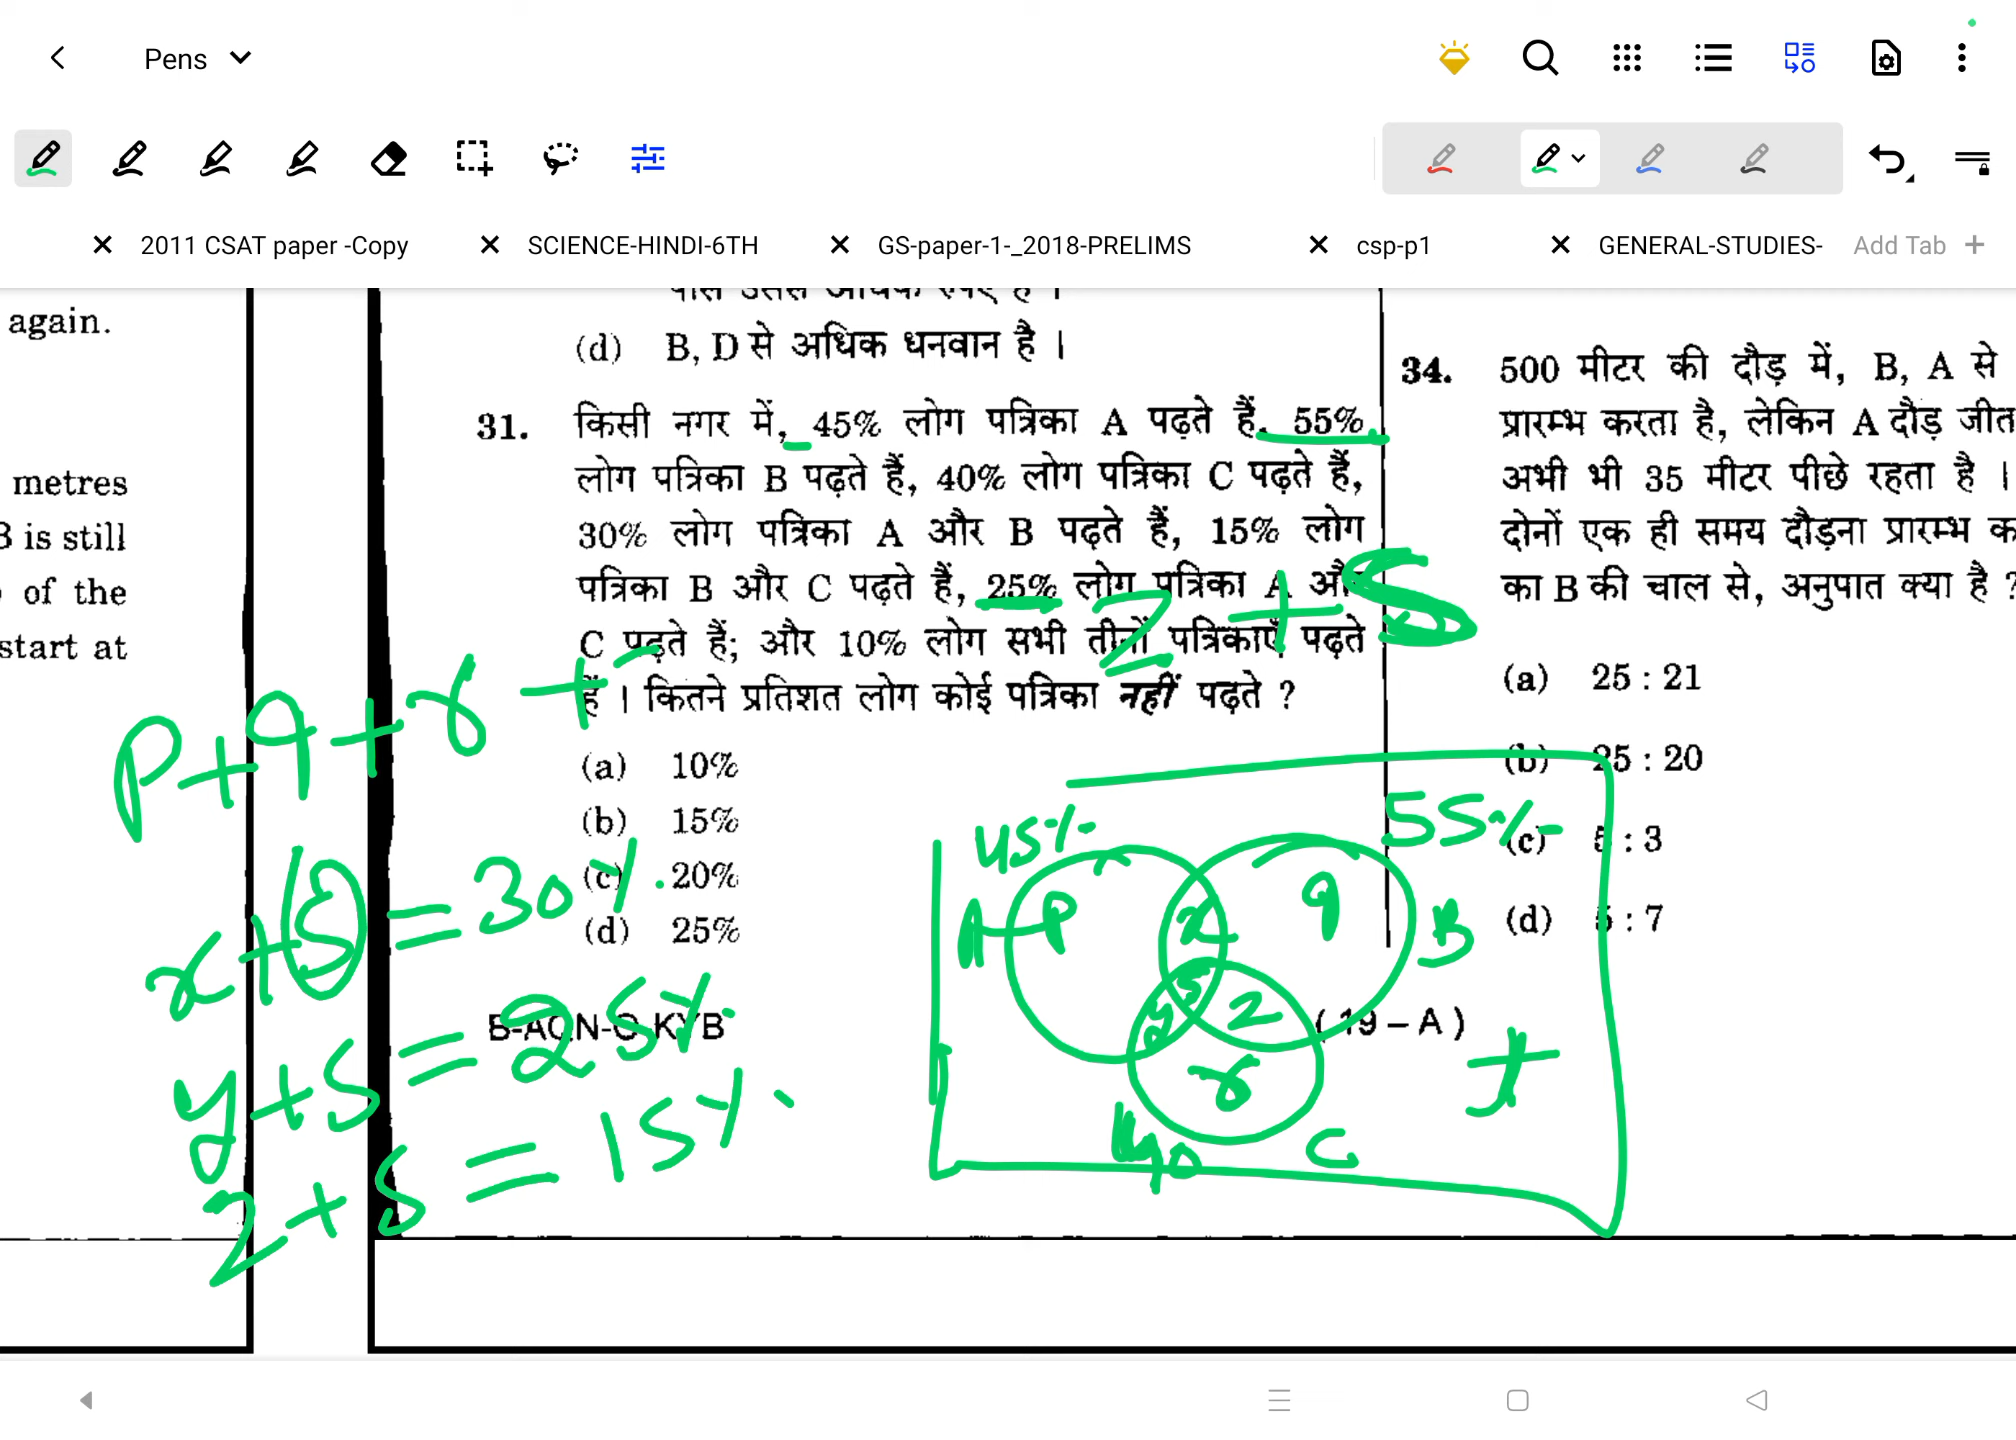 Pens
2011 CSAT paper -Copy
SCIENCE-HINDI-6TH
GS-paper-1-_2018-PRELIMS
csp-p1
GENERAL-STUDIES-
Add Tab +
again.
metres
B is still
of the
start at
(d) B, D से अधिक धनवान है ।
31. किसी नगर में, 45% लोग पत्रिका A पढ़ते हैं, 55%
लोग पत्रिका B पढ़ते हैं, 40% लोग पत्रिका C पढ़ते हैं,
30% लोग पत्रिका A और B पढ़ते हैं, 15% लोग
पत्रिका B और C पढ़ते हैं, 25% लोग पत्रिका A और
C पढ़ते हैं; और 10% लोग सभी तीनों पत्रिकाएँ पढ़ते
हैं । कितने प्रतिशत लोग कोई पत्रिका नहीं पढ़ते ?
(a) 10%
(b) 15%
(c) 20%
(d) 25%
B-AQN-O-KYB
( 19 – A )
34. 500 मीटर की दौड़ में, B, A से
प्रारम्भ करता है, लेकिन A दौड़ जीत
अभी भी 35 मीटर पीछे रहता है ।
दोनों एक ही समय दौड़ना प्रारम्भ क
का B की चाल से, अनुपात क्या है ?
(a) 25 : 21
(b) 25 : 20
(c) 5 : 3
(d) 5 : 7
P+q+r+
z+S
x+S=30%
y+S=25%
z+S=15%
45%
55%
A
P
x
q
B
S
y
z
r
t
40
C